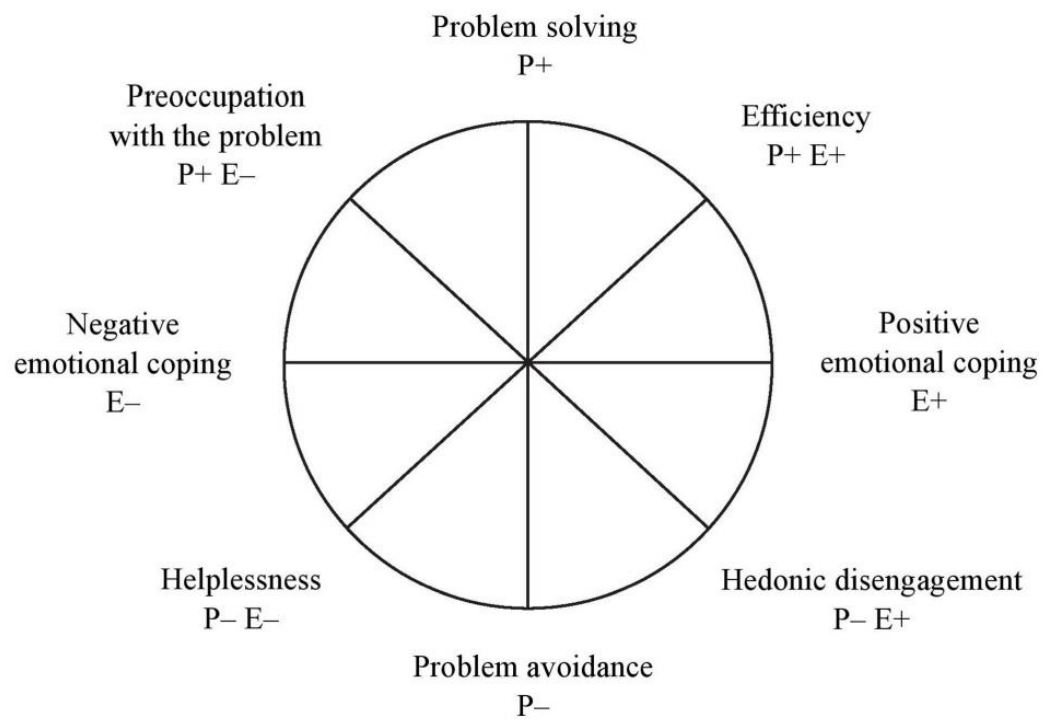 Problem solving
P+
Preoccupation
with the problem
P+ E–
Efficiency
P+ E+
Negative
emotional coping
E–
Positive
emotional coping
E+
Helplessness
P– E–
Hedonic disengagement
P– E+
Problem avoidance
P–